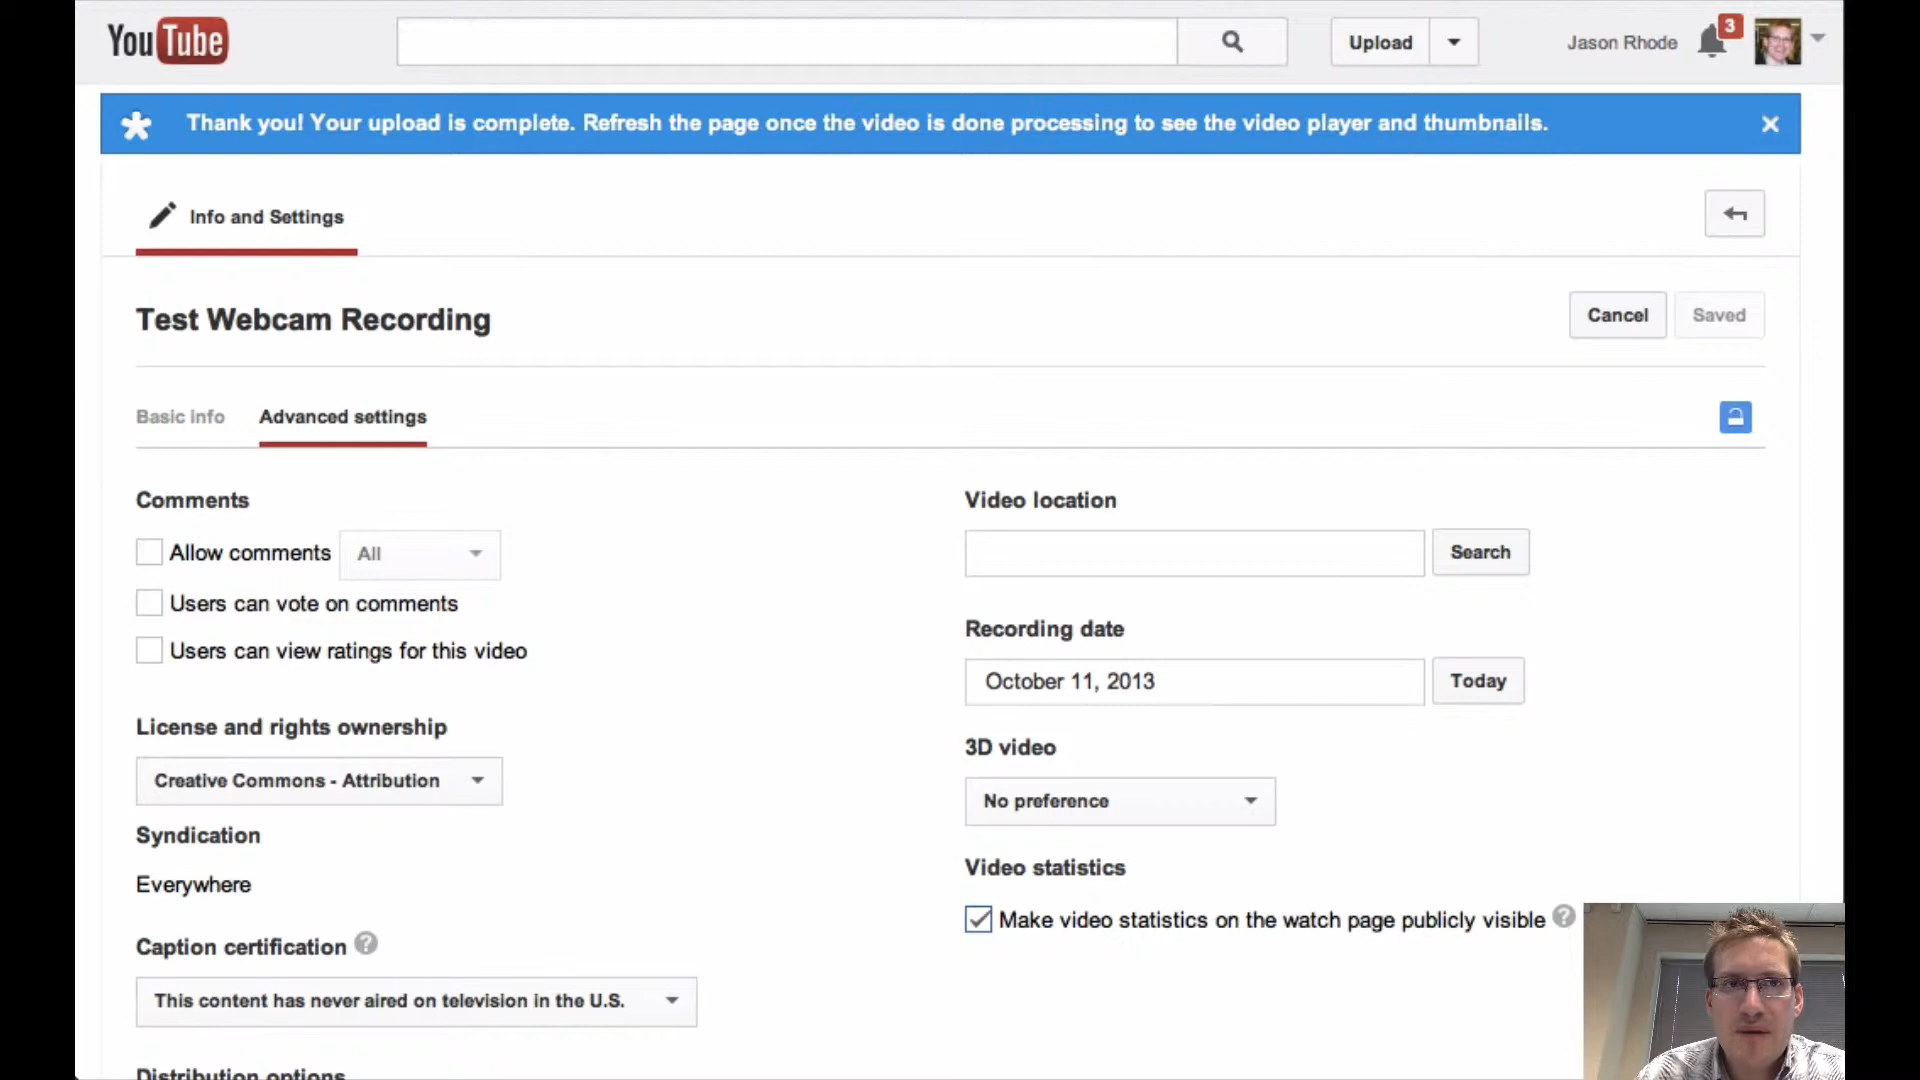 YouTube
Upload
Jason Rhode
3
Thank you! Your upload is complete. Refresh the page once the video is done processing to see the video player and thumbnails.
Info and Settings
Test Webcam Recording
Cancel
Saved
Basic info
Advanced settings
Comments
Allow comments
All
Users can vote on comments
Users can view ratings for this video
License and rights ownership
Creative Commons - Attribution
Syndication
Everywhere
Caption certification ?
This content has never aired on television in the U.S.
Distribution options
Video location
Search
Recording date
October 11, 2013
Today
3D video
No preference
Video statistics
Make video statistics on the watch page publicly visible ?